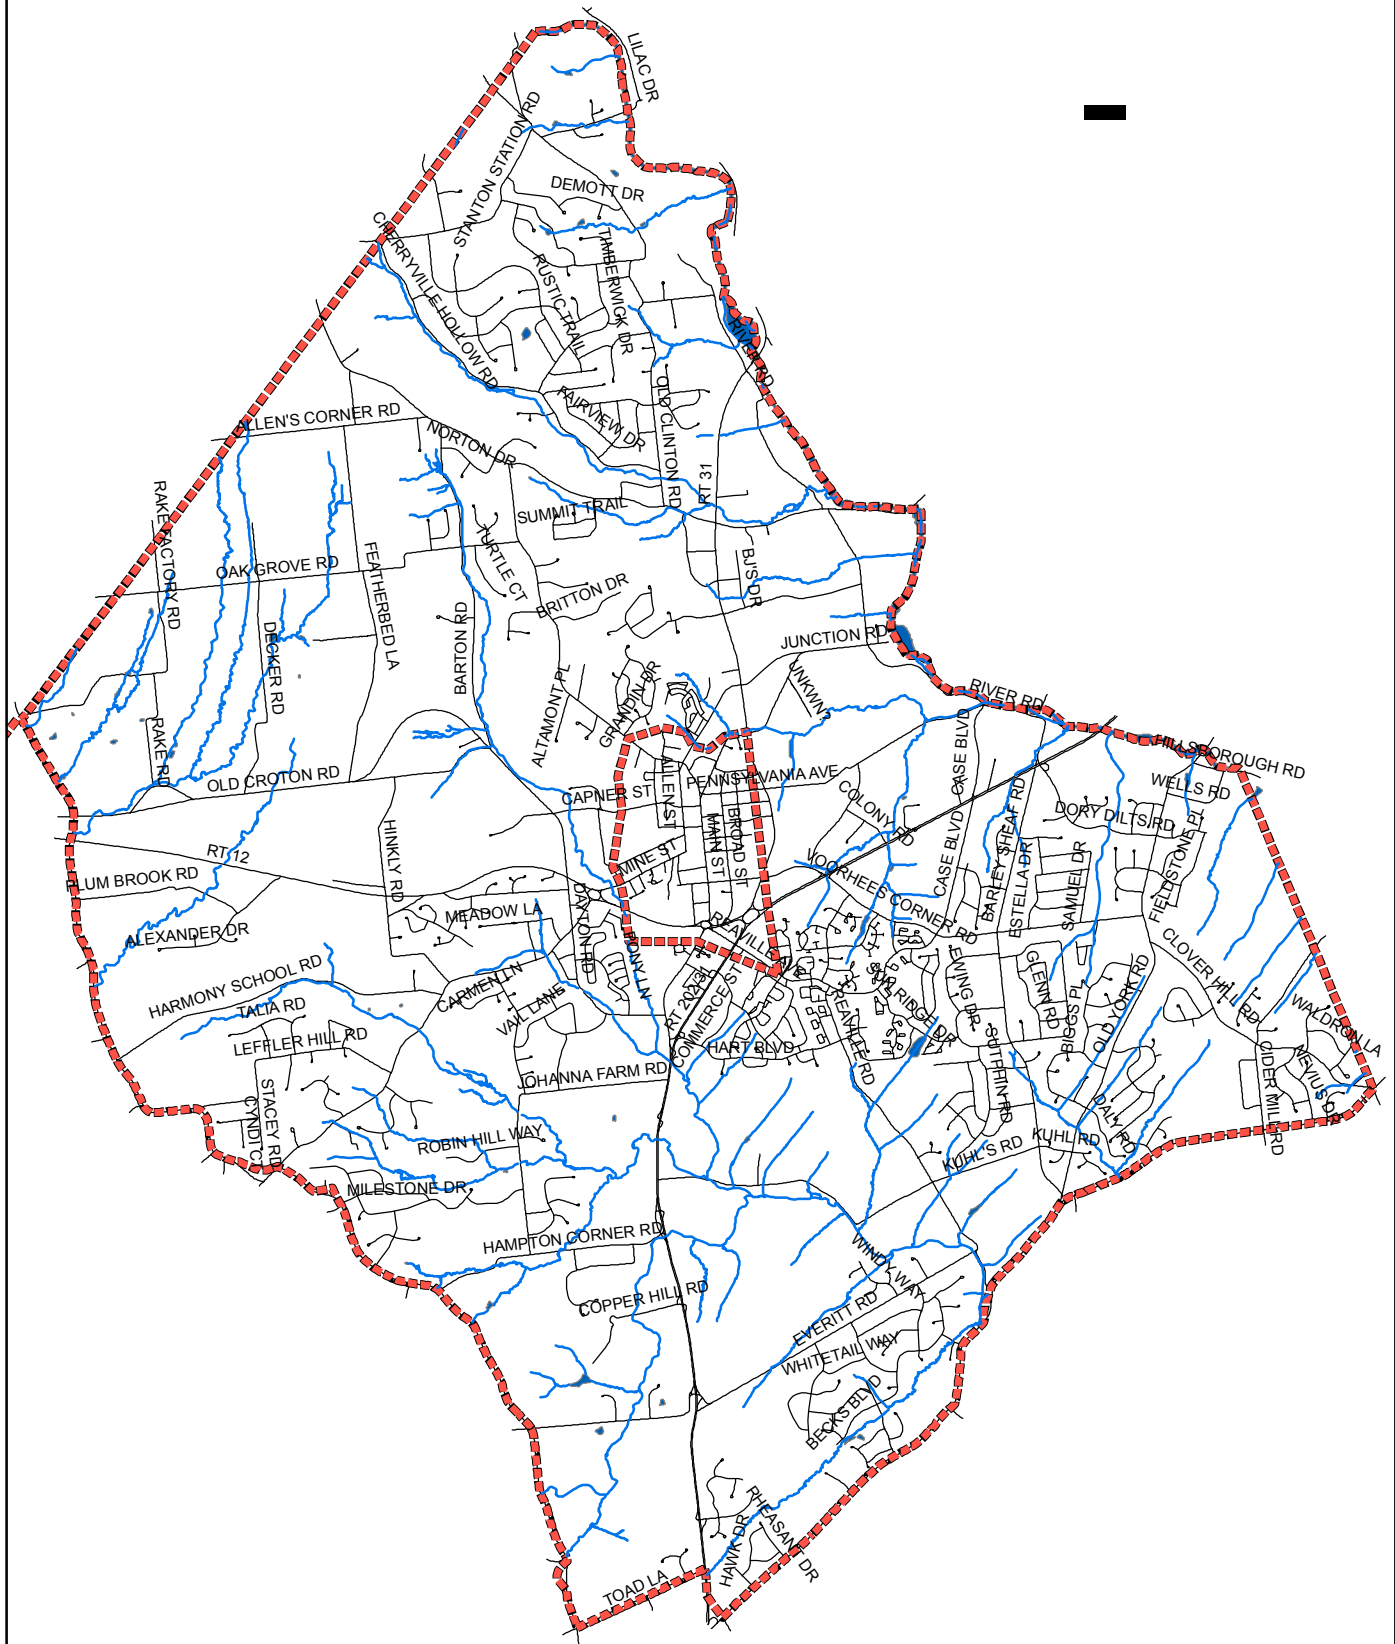 LILAC DR
STANTON STATION RD
DEMOTT DR
CHERRYVILLE HOLLOW RD
TIMBERWICK DR
RUSTIC TRAIL
RIVER RD
FAIRVIEW DR
OLD CLINTON RD
ALLEN'S CORNER RD
NORTON DR
RT 31
RAKE FACTORY RD
SUMMIT TRAIL
TURTLE CT
OAK GROVE RD
FEATHERBED LA
BJ'S DR
BRITTON DR
BARTON RD
DECKER RD
JUNCTION RD
UNKWN?
ALTAMONT PL
GRANDIN DR
RIVER RD
RAKE RD
CASE BLVD
HILLSBOROUGH RD
OLD CROTON RD
ALLEN ST
PENNSYLVANIA AVE
WELLS RD
CAPNER ST
COLONY RD
DORY DILTS RD
BROAD ST
MAIN ST
BARLEY SHEAF RD
FIELDSTONE PL
HINKLY RD
RT 12
MINE ST
CASE BLVD
ESTELLA DR
SAMUEL DR
PLUM BROOK RD
VOORHEES CORNER RD
MEADOW LA
DAYTON RD
REAVILLE AVE
ALEXANDER DR
PONY LN
CLOVER HILL RD
HARMONY SCHOOL RD
CARMEN LN
SUN RIDGE DR
EWING DR
GLENN RD
OLD YORK RD
BIGGS PL
TALIA RD
VAIL LANE
RT 202/31
COMMERCE ST
REAVILLE RD
WALDRON LA
LEFFLER HILL RD
HART BLVD
SUTPHIN RD
CIDER MILL RD
NEVIUS DR
JOHANNA FARM RD
STACEY RD
CYNDI CT
DALY RD
ROBIN HILL WAY
KUHL RD
KUHL'S RD
MILESTONE DR
HAMPTON CORNER RD
WINDY WAY
COPPER HILL RD
EVERITT RD
WHITETAIL WAY
BECKS BLVD
PHEASANT DR
HAWK DR
TOAD LA